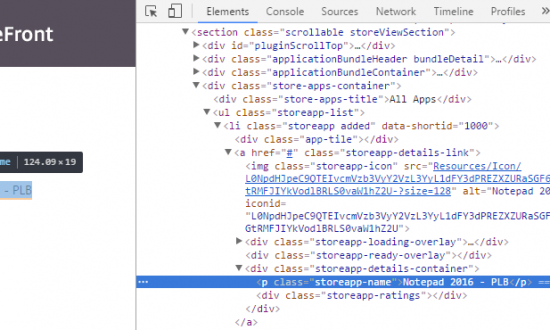 eFront
Elements Console Sources Network Timeline Profiles »
▼<section class="scrollable storeViewSection">
▶<div id="pluginScrollTop">…</div>
▶<div class="applicationBundleHeader bundleDetail">…</div>
▶<div class="applicationBundleContainer">…</div>
▼<div class="store-apps-container">
<div class="store-apps-title">All Apps</div>
▼<ul class="storeapp-list">
▼<li class="storeapp added" data-shortid="1000">
▶<div class="app-tile">…</div>
▼<a href="#" class="storeapp-details-link">
me | 124.09 × 19
<img class="storeapp-icon" src="Resources/Icon/
- PLB
tRMFJIYkVodlBRLS0vaW1hZ2U-?size=128" alt="Notepad 20
iconid=
GtRMFJIYkVodlBRLS0vaW1hZ2U">
▶<div class="storeapp-loading-overlay">…</div>
<div class="storeapp-ready-overlay"></div>
▼<div class="storeapp-details-container">
… <p class="storeapp-name">Notepad 2016 - PLB</p> ==
<div class="storeapp-ratings"></div>
</div>
</a>